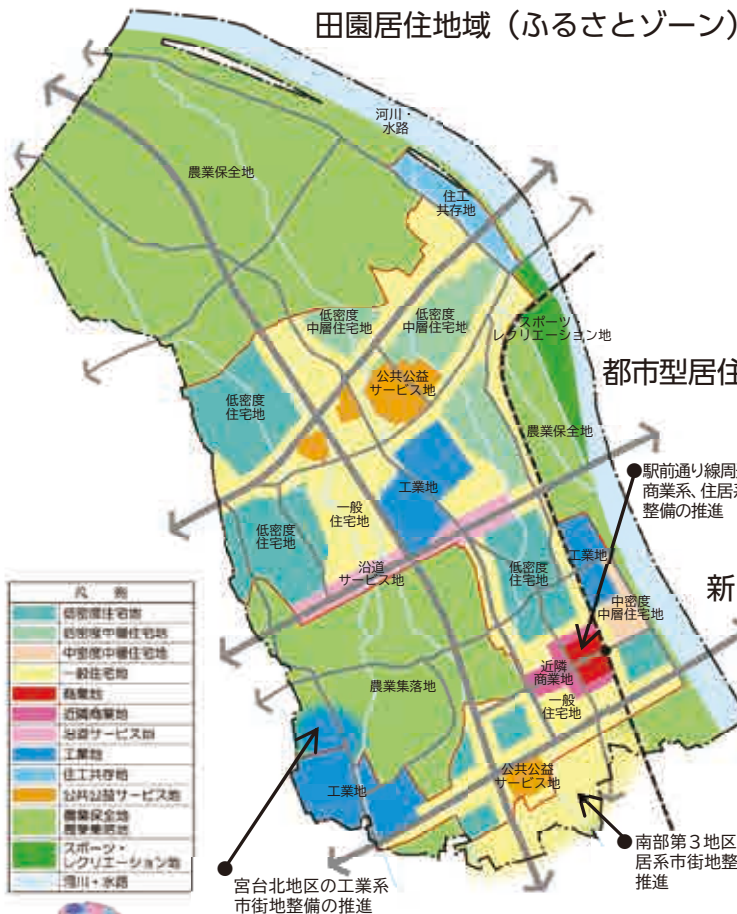 田園居住地域（ふるさとゾーン）
河川・
水路
農業保全地
住工
共存地
低密度
中層住宅地
低密度
中層住宅地
スポーツ・
レクリエーション地
公共公益
サービス地
都市型居住
低密度
住宅地
農業保全地
駅前通り線周
商業系、住居系
整備の推進
工業地
一般
住宅地
低密度
住宅地
沿道
サービス地
低密度
住宅地
工業地
中密度
中層住宅地
新
近隣
商業地
農業集落地
一般
住宅地
公共公益
サービス地
工業地
南部第3地区
居系市街地整
推進
宮台北地区の工業系
市街地整備の推進
凡例
低密度住宅地
低密度中層住宅地
中密度中層住宅地
一般住宅地
商業地
近隣商業地
沿道サービス地
工業地
住工共存地
公共公益サービス地
農業保全地
農業集落地
スポーツ・
レクリエーション地
河川・水路